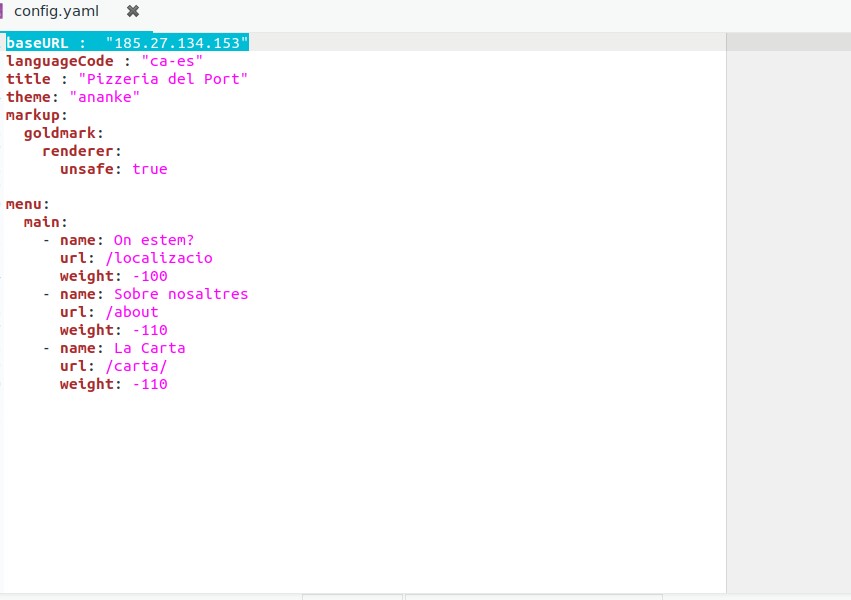 config.yaml ✖
baseURL :  "185.27.134.153"
languageCode : "ca-es"
title : "Pizzeria del Port"
theme: "ananke"
markup:
  goldmark:
    renderer:
      unsafe: true

menu:
  main:
    - name: On estem?
      url: /localizacio
      weight: -100
    - name: Sobre nosaltres
      url: /about
      weight: -110
    - name: La Carta
      url: /carta/
      weight: -110